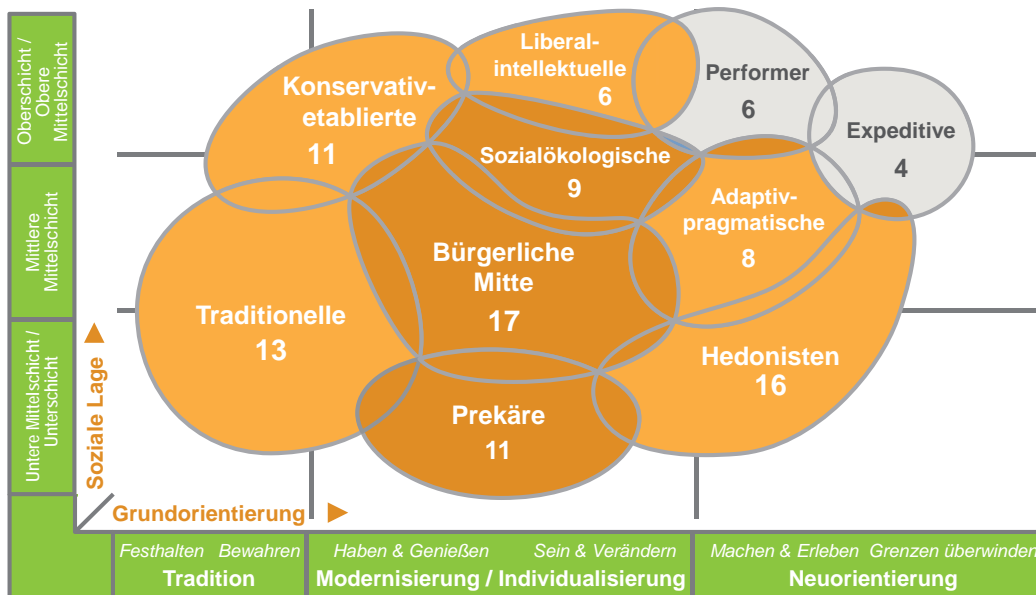 Oberschicht /
Obere
Mittelschicht
Mittlere
Mittelschicht
Untere Mittelschicht /
Unterschicht
Soziale Lage
Konservativ-
etablierte
11
Liberal-
intellektuelle
6
Performer
6
Expeditive
4
Sozialökologische
9
Adaptiv-
pragmatische
8
Bürgerliche
Mitte
17
Traditionelle
13
Hedonisten
16
Prekäre
11
Grundorientierung
Festhalten Bewahren
Tradition
Haben & Genießen Sein & Verändern
Modernisierung / Individualisierung
Machen & Erleben Grenzen überwinden
Neuorientierung